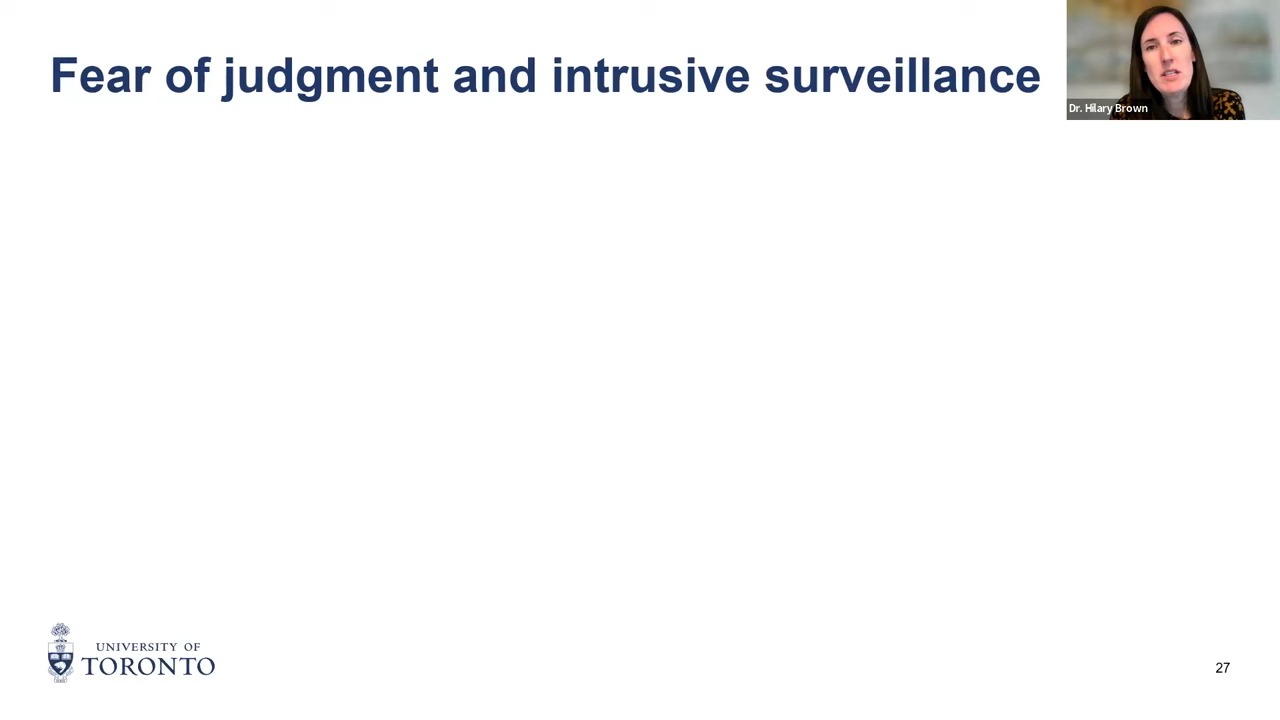 Fear of judgment and intrusive surveillance
Dr. Hilary Brown
UNIVERSITY OF
TORONTO
27